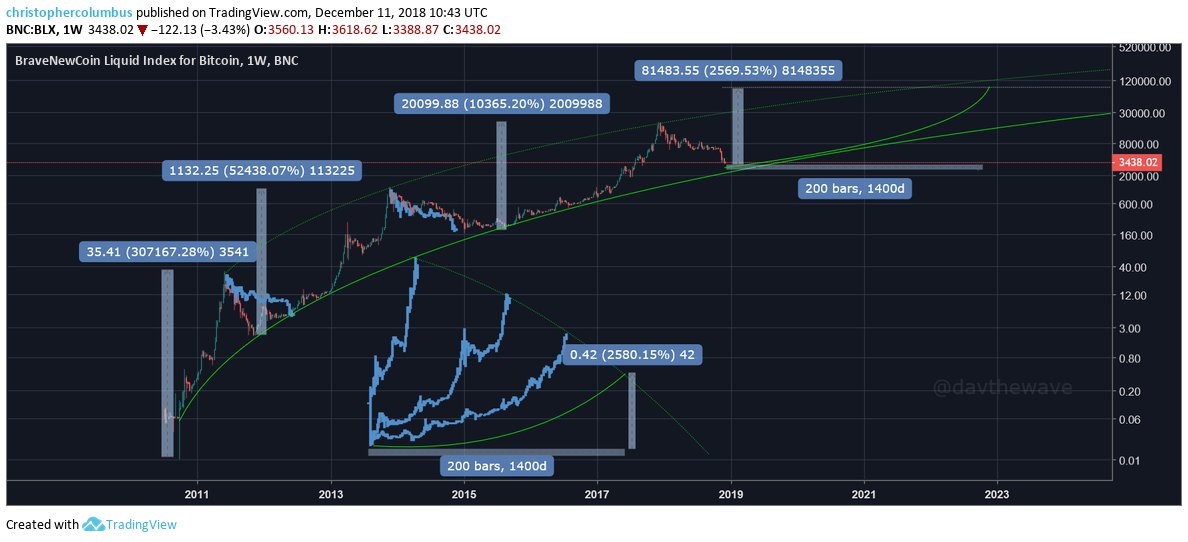 christophercolumbus published on TradingView.com, December 11, 2018 10:43 UTC
BNC:BLX, 1W 3438.02 ▼ −122.13 (−3.43%) O:3560.13 H:3618.62 L:3388.87 C:3438.02
BraveNewCoin Liquid Index for Bitcoin, 1W, BNC
520000.00
81483.55 (2569.53%) 8148355
120000.00
20099.88 (10365.20%) 2009988
30000.00
8000.00
3438.02
1132.25 (52438.07%) 113225
2000.00
200 bars, 1400d
600.00
160.00
35.41 (307167.28%) 3541
40.00
12.00
3.00
0.42 (2580.15%) 42
0.80
@davthewave
0.20
0.06
0.01
200 bars, 1400d
2011 2013 2015 2017 2019 2021 2023
Created with TradingView